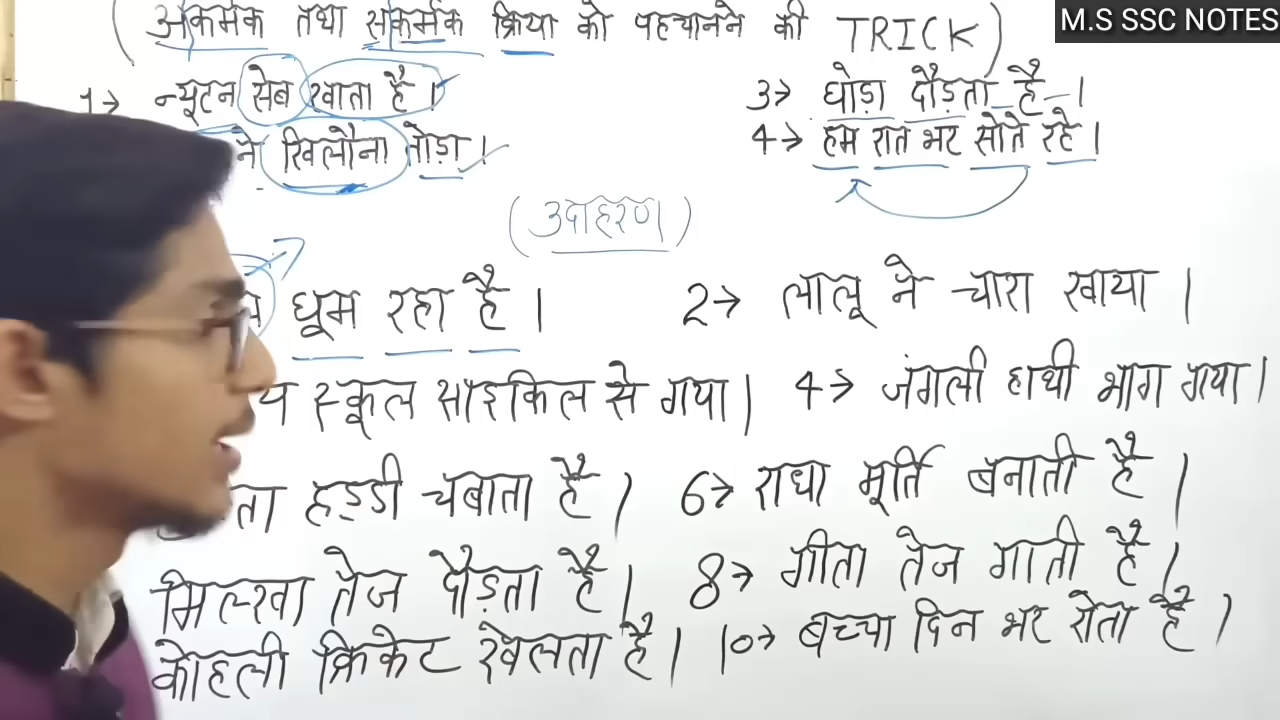 M.S SSC NOTES
(अकर्मक तथा सकर्मक क्रिया को पहचानने की TRICK)
1→ न्यूटन सेब खाता है।
3→ घोड़ा दौड़ता है।
ने खिलौना तोड़ा।
4→ हम रात भर सोते रहे।
(उदाहरण)
घूम रहा है।
2→ लालू ने चारा खाया।
स्कूल साइकिल से गया।
4→ जंगली हाथी भाग गया।
हड्डी चबाता है।
6→ राधा मूर्ति बनाती है।
मिल्खा तेज दौड़ता है।
8→ गीता तेज गाती है।
कोहली क्रिकेट खेलता है।
10→ बच्चा दिन भर रोता है।